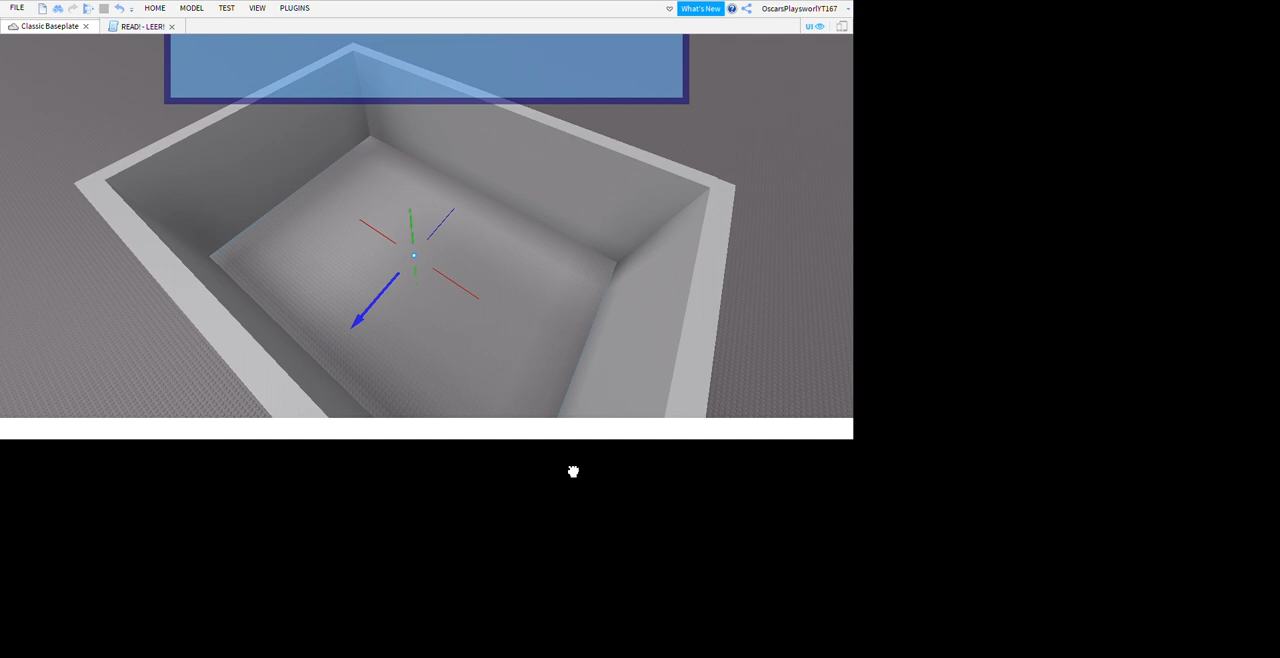 FILE HOME MODEL TEST VIEW PLUGINS What's New OscarsPlaysworlYT167
Classic Baseplate READ! - LEER! UI